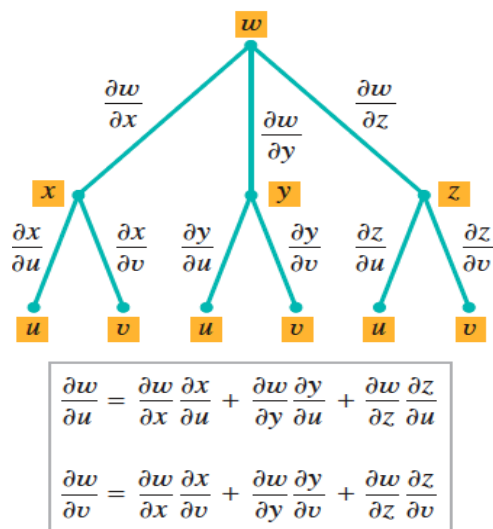 w
∂w/∂x ∂w/∂y ∂w/∂z
x y z
∂x/∂u ∂x/∂v ∂y/∂u ∂y/∂v ∂z/∂u ∂z/∂v
u v u v u v
∂w/∂u = ∂w/∂x ∂x/∂u + ∂w/∂y ∂y/∂u + ∂w/∂z ∂z/∂u
∂w/∂v = ∂w/∂x ∂x/∂v + ∂w/∂y ∂y/∂v + ∂w/∂z ∂z/∂v